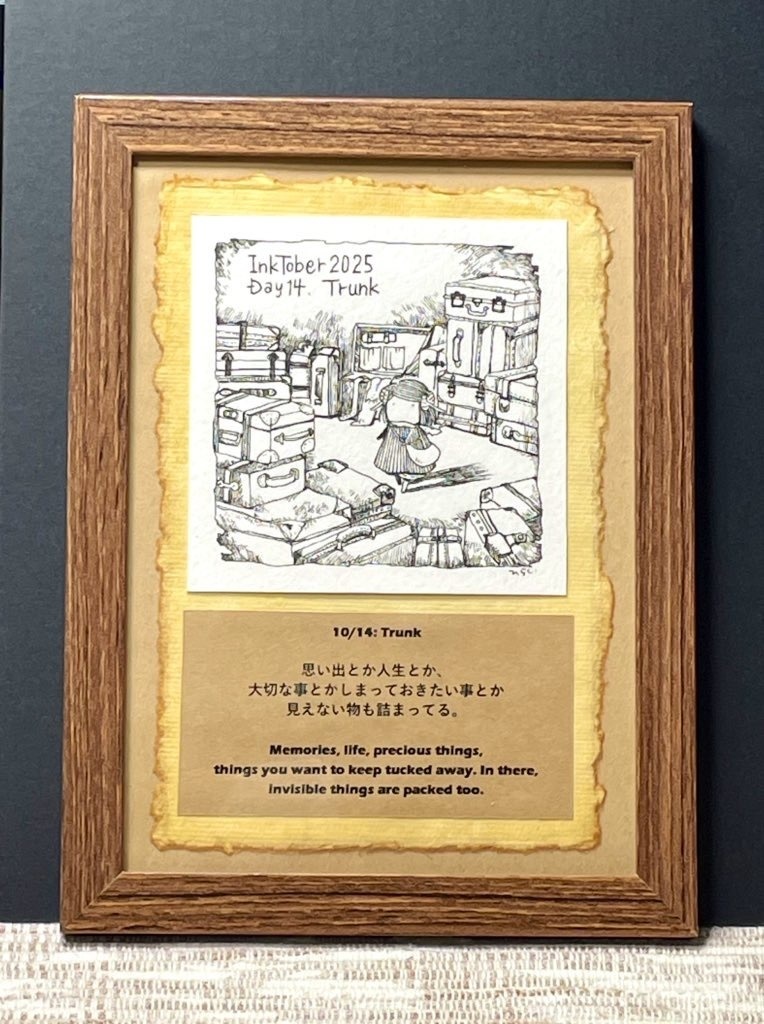 InkTober 2025
Day 14. Trunk
10/14: Trunk
思い出とか人生とか、
大切な事とかしまっておきたい事とか
見えない物も詰まってる。
Memories, life, precious things,
things you want to keep tucked away. In there,
invisible things are packed too.